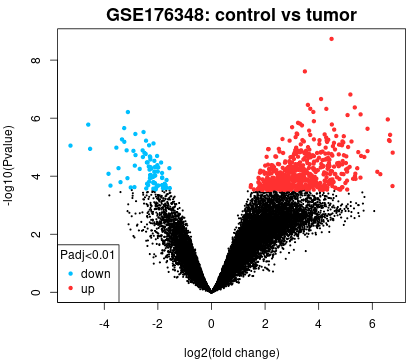 GSE176348: control vs tumor
-log10(Pvalue)
8
6
4
2
0
Padj<0.01
down
up
-4 -2 0 2 4 6
log2(fold change)